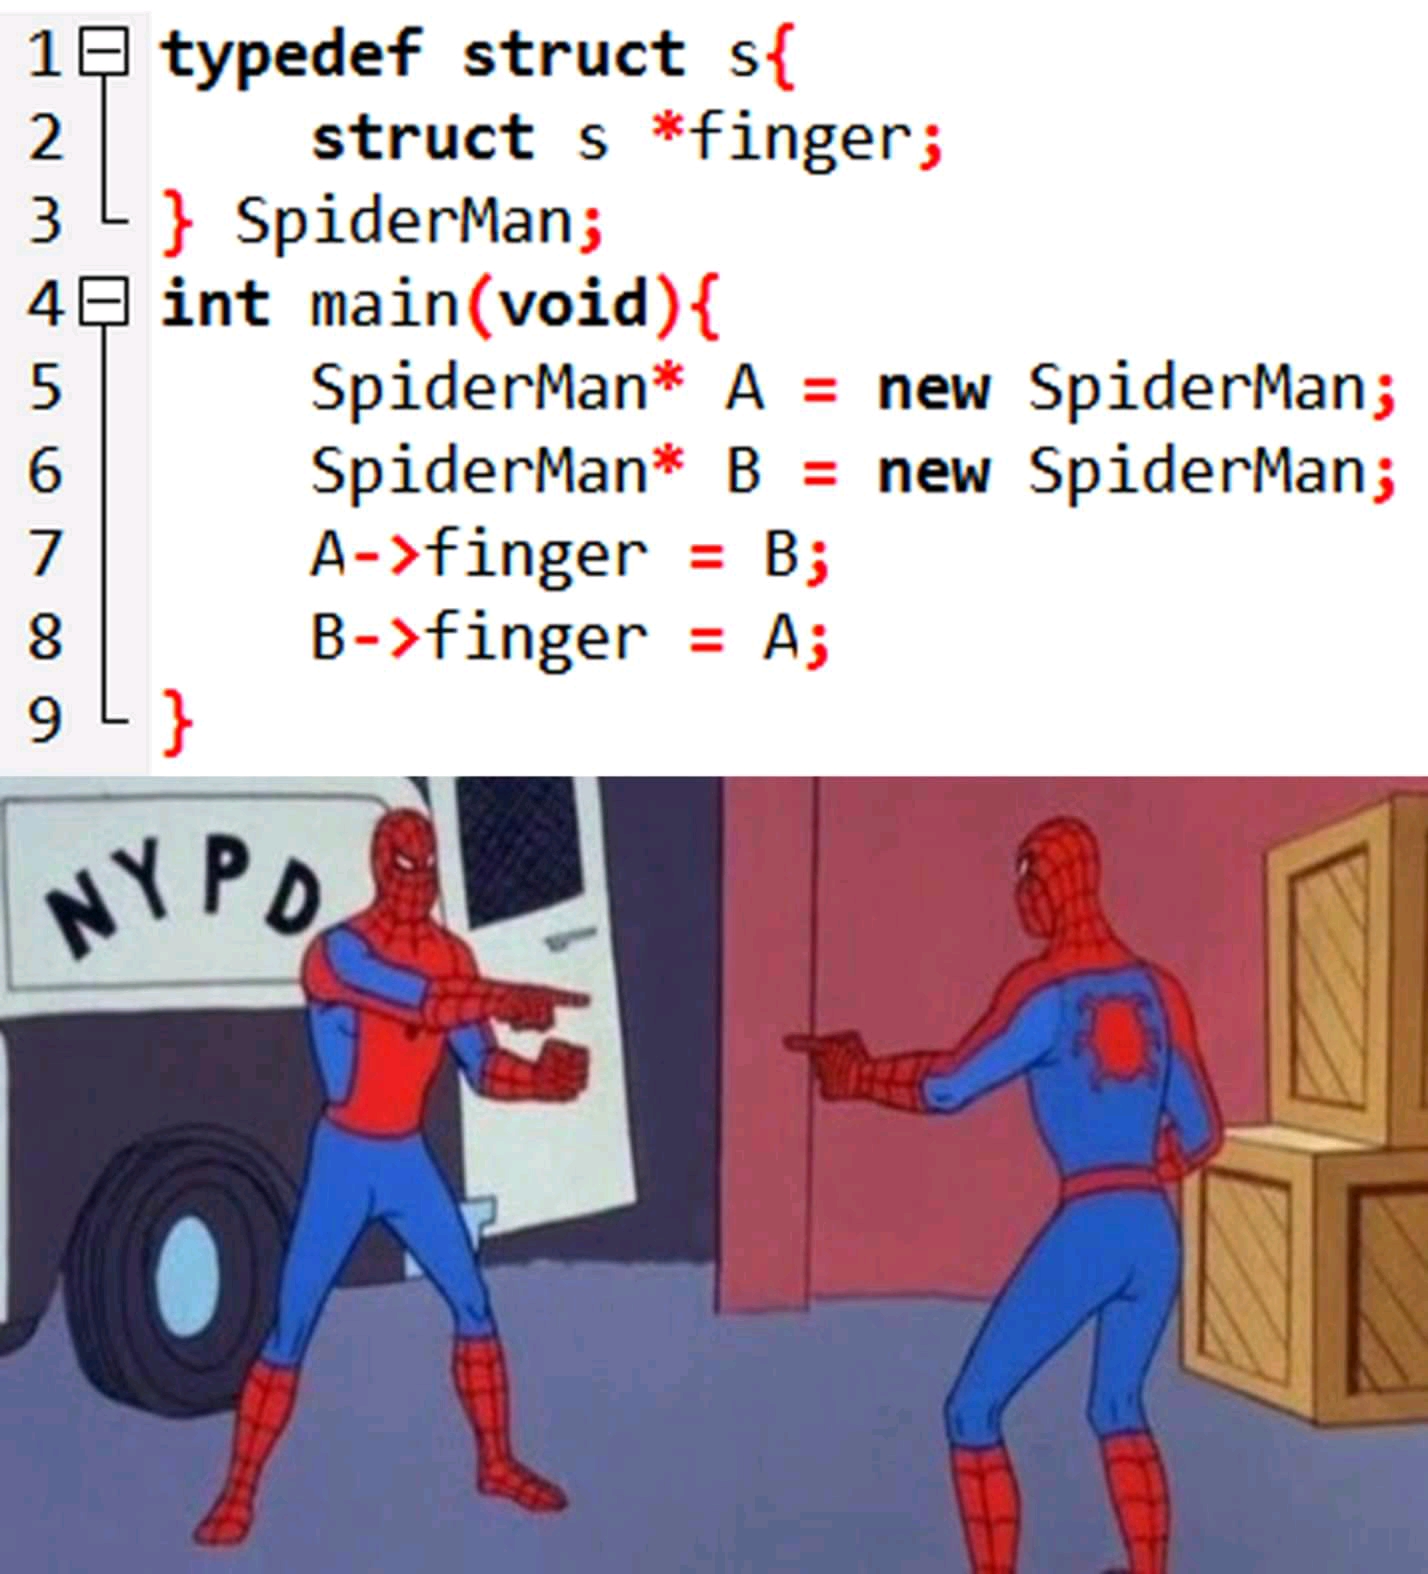 1 typedef struct s{
2 struct s *finger;
3 } SpiderMan;
4 int main(void){
5 SpiderMan* A = new SpiderMan;
6 SpiderMan* B = new SpiderMan;
7 A->finger = B;
8 B->finger = A;
9 }
NYPD